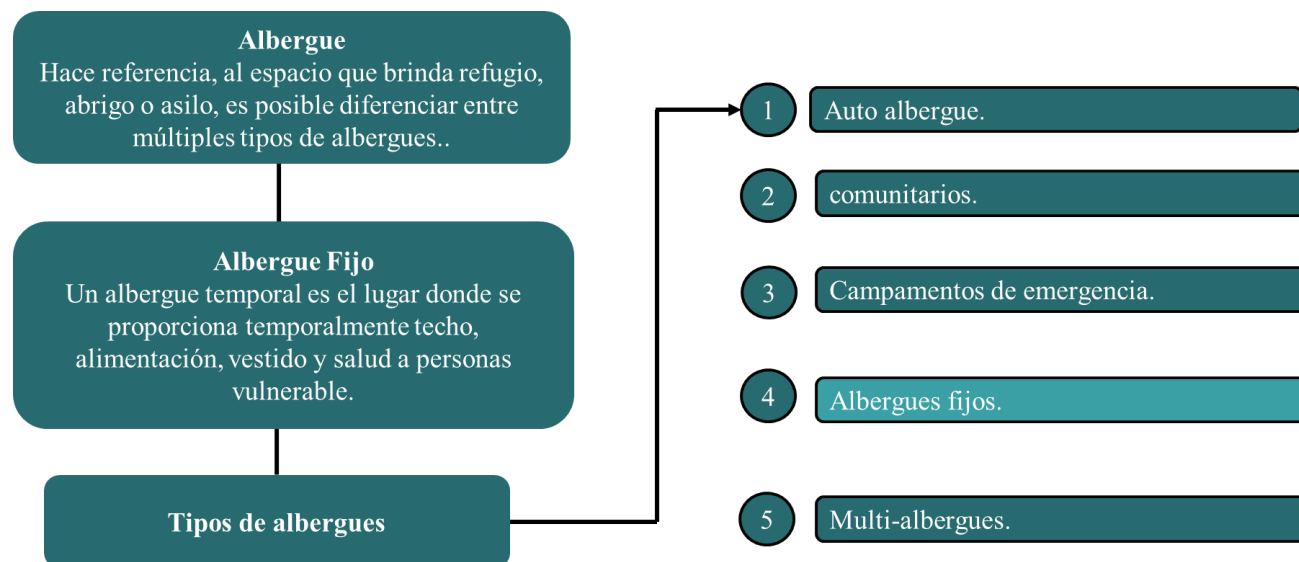 Albergue
Hace referencia, al espacio que brinda refugio,
abrigo o asilo, es posible diferenciar entre
múltiples tipos de albergues..
Albergue Fijo
Un albergue temporal es el lugar donde se
proporciona temporalmente techo,
alimentación, vestido y salud a personas
vulnerable.
Tipos de albergues
1 Auto albergue.
2 comunitarios.
3 Campamentos de emergencia.
4 Albergues fijos.
5 Multi-albergues.